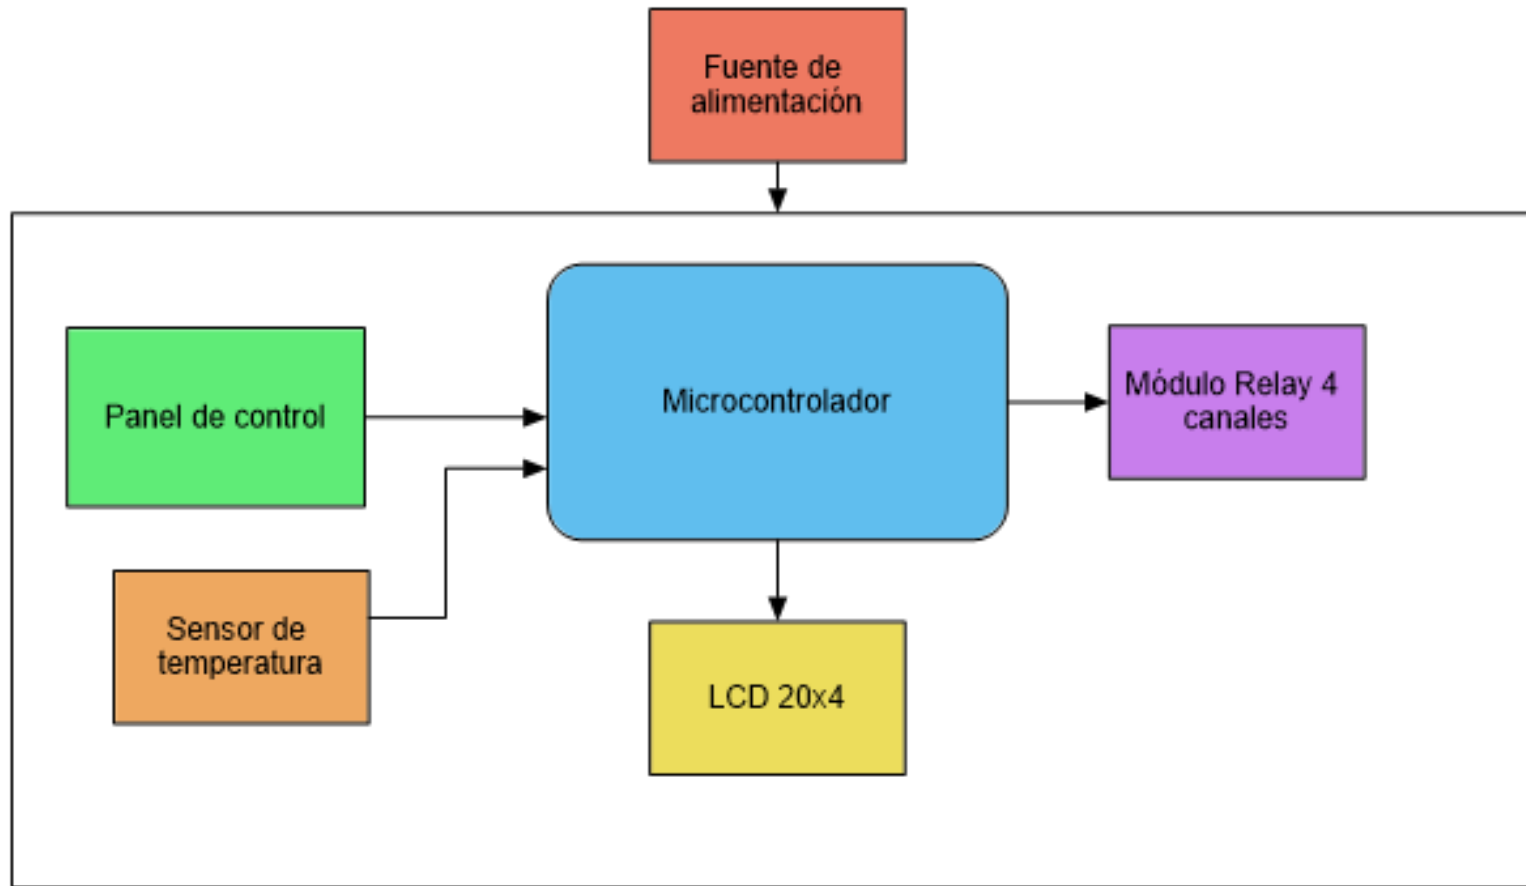 Fuente de
alimentación
Panel de control
Microcontrolador
Módulo Relay 4
canales
Sensor de
temperatura
LCD 20x4